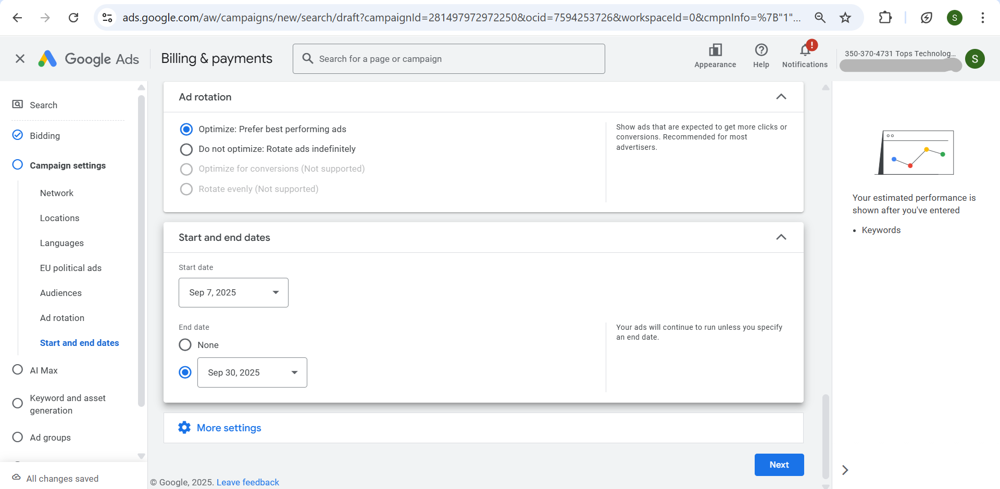 ads.google.com/aw/campaigns/new/search/draft?campaignId=281497972972250&ocid=7594253726&workspaceId=0&cmpnInfo=%7B"1"...
S
Google Ads
Billing & payments
Search for a page or campaign
Appearance
Help
!
Notifications
350-370-4731 Tops Technolog...
S
Search
Bidding
Campaign settings
Network
Locations
Languages
EU political ads
Audiences
Ad rotation
Start and end dates
AI Max
Keyword and asset
generation
Ad groups
All changes saved
Ad rotation
Optimize: Prefer best performing ads
Do not optimize: Rotate ads indefinitely
Optimize for conversions (Not supported)
Rotate evenly (Not supported)
Show ads that are expected to get more clicks or
conversions. Recommended for most
advertisers.
Start and end dates
Start date
Sep 7, 2025
End date
None
Sep 30, 2025
Your ads will continue to run unless you specify
an end date.
More settings
Next
© Google, 2025. Leave feedback
Your estimated performance is
shown after you've entered
• Keywords